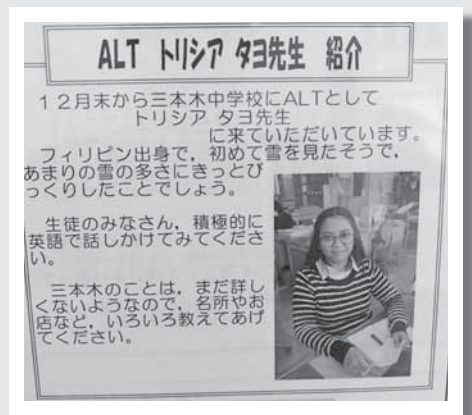 ALT トリシア タヨ先生 紹介
12月末から三本木中学校にALTとして
トリシア タヨ先生
に来ていただいています。
フィリピン出身で，初めて雪を見たそうで，
あまりの雪の多さにきっとび
っくりしたことでしょう。
生徒のみなさん，積極的に
英語で話しかけてみてくださ
い。
三本木のことは，まだ詳し
くないようなので，名所やお
店など，いろいろ教えてあげ
てください。